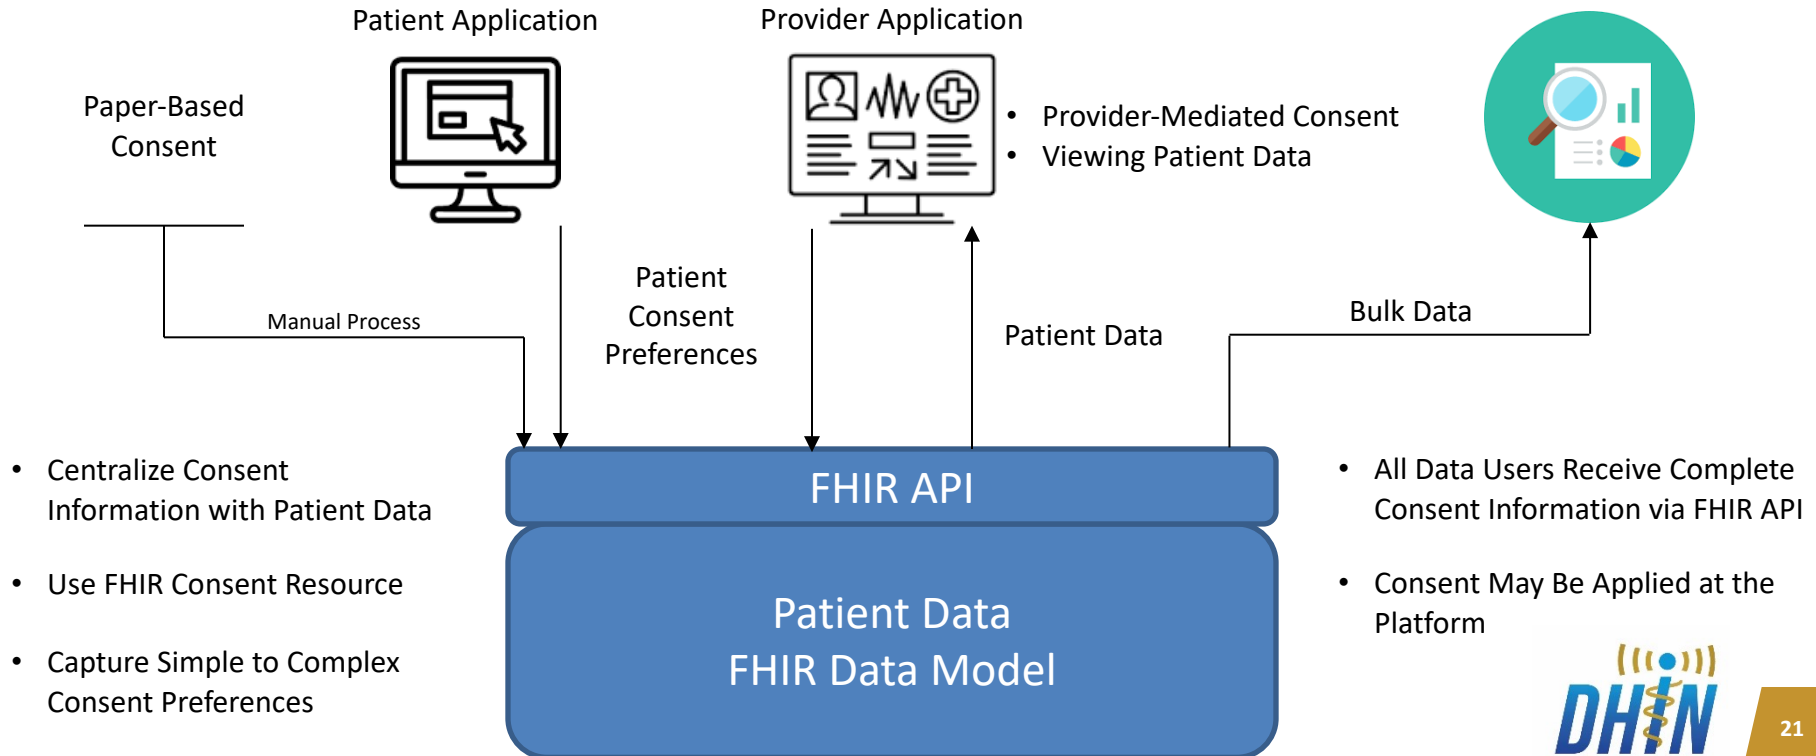 Patient Application
Provider Application
Paper-Based
Consent
• Provider-Mediated Consent
• Viewing Patient Data
Manual Process
Patient
Consent
Preferences
Patient Data
Bulk Data
• Centralize Consent
Information with Patient Data
• Use FHIR Consent Resource
• Capture Simple to Complex
Consent Preferences
FHIR API
Patient Data
FHIR Data Model
• All Data Users Receive Complete
Consent Information via FHIR API
• Consent May Be Applied at the
Platform
DHIN
21